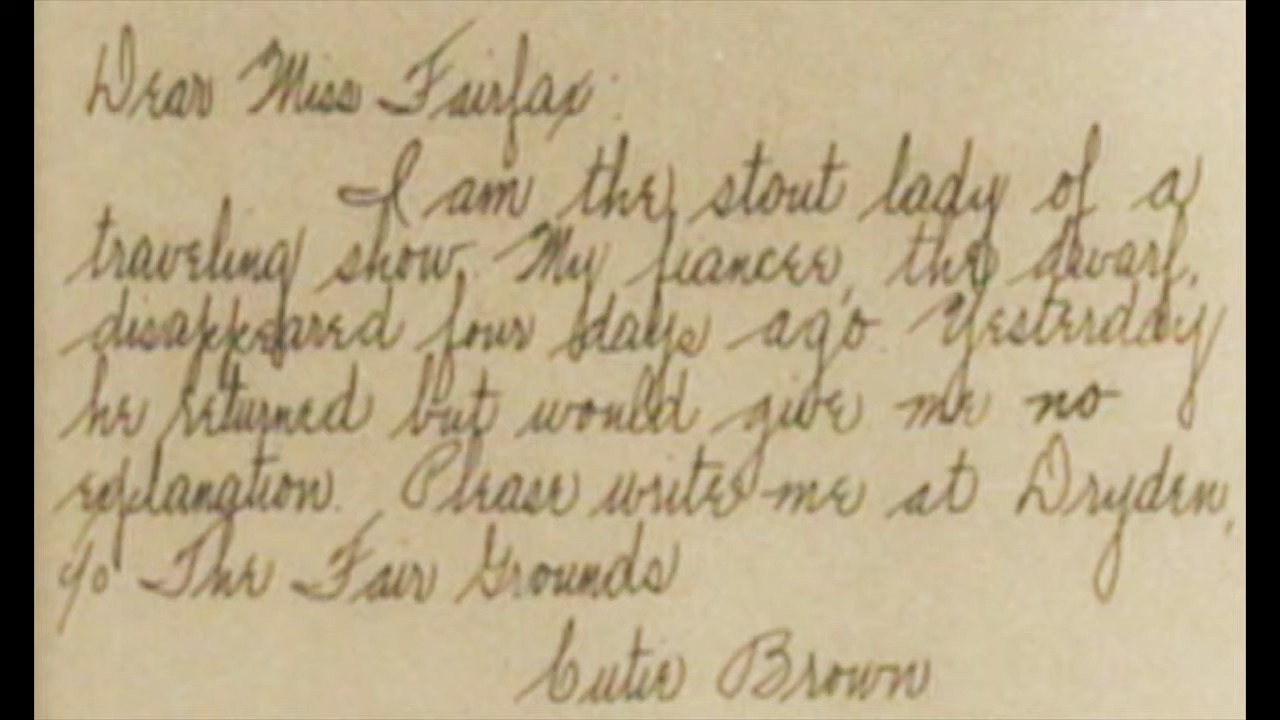 Dear Miss Fairfax:
I am the stout lady of a
traveling show. My fiancee, the dwarf,
disappeared four days ago. Yesterday
he returned but would give me no
explanation. Please write me at Dryden,
c/o The Fair Grounds
Cutie Brown